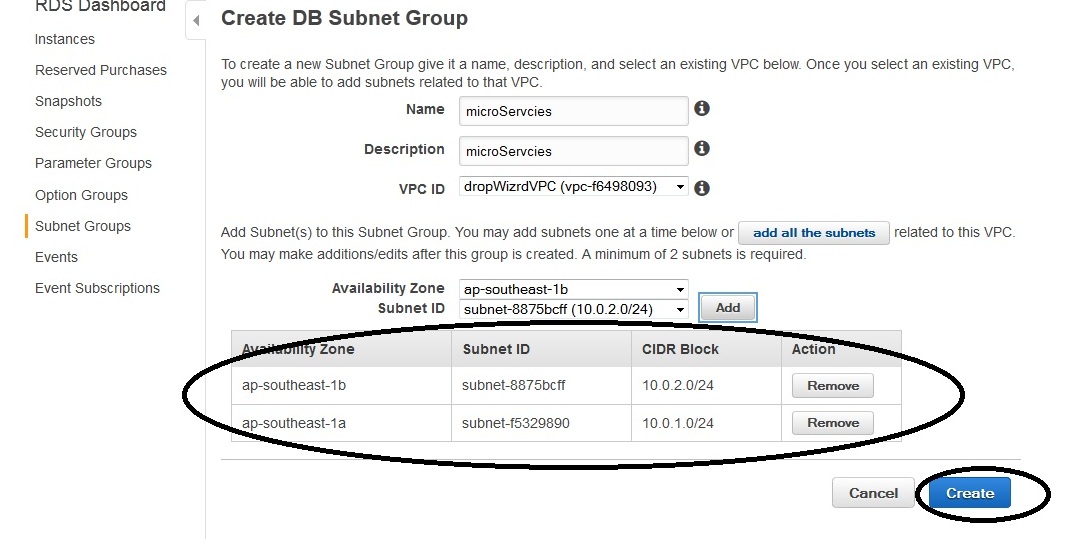 RDS Dashboard
Instances
Reserved Purchases
Snapshots
Security Groups
Parameter Groups
Option Groups
Subnet Groups
Events
Event Subscriptions
Create DB Subnet Group
To create a new Subnet Group give it a name, description, and select an existing VPC below. Once you select an existing VPC,
you will be able to add subnets related to that VPC.
Name microServcies
Description microServcies
VPC ID dropWizrdVPC (vpc-f6498093)
Add Subnet(s) to this Subnet Group. You may add subnets one at a time below or add all the subnets related to this VPC.
You may make additions/edits after this group is created. A minimum of 2 subnets is required.
Availability Zone ap-southeast-1b
Subnet ID subnet-8875bcff (10.0.2.0/24) Add
Availability Zone Subnet ID CIDR Block Action
ap-southeast-1b subnet-8875bcff 10.0.2.0/24 Remove
ap-southeast-1a subnet-f5329890 10.0.1.0/24 Remove
Cancel Create